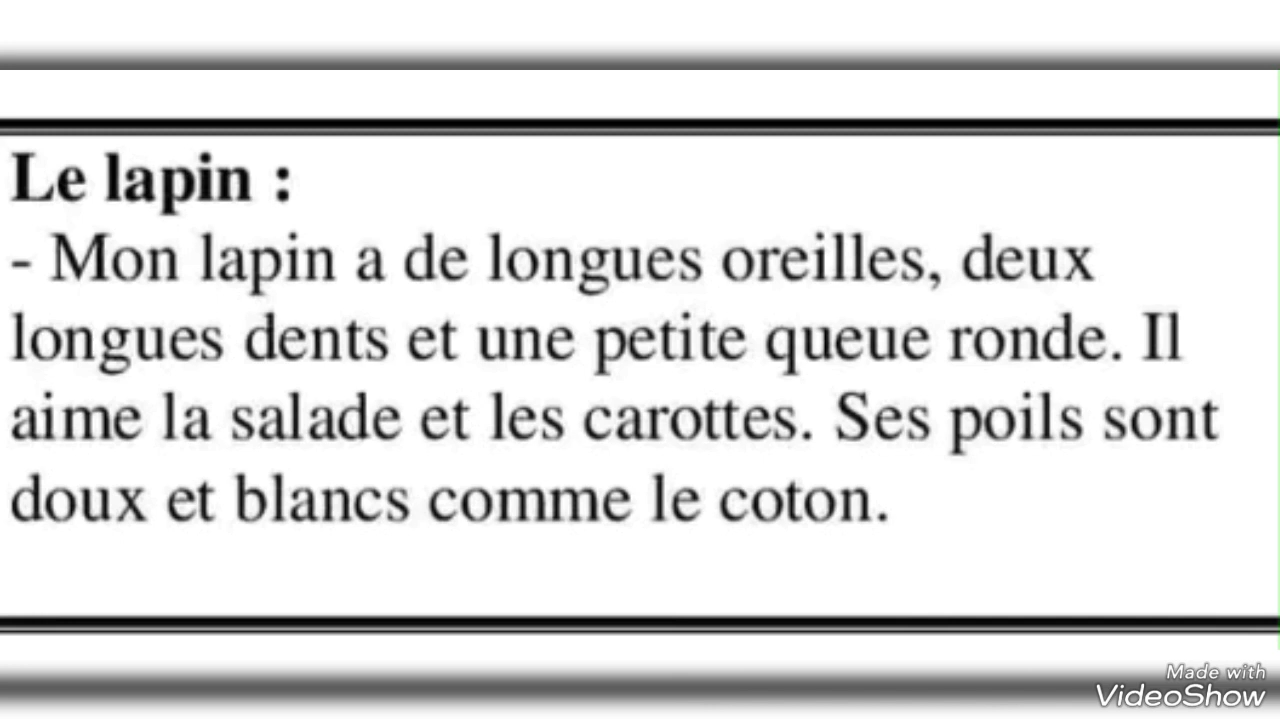 Le lapin :
- Mon lapin a de longues oreilles, deux
longues dents et une petite queue ronde. Il
aime la salade et les carottes. Ses poils sont
doux et blancs comme le coton.
Made with
VideoShow